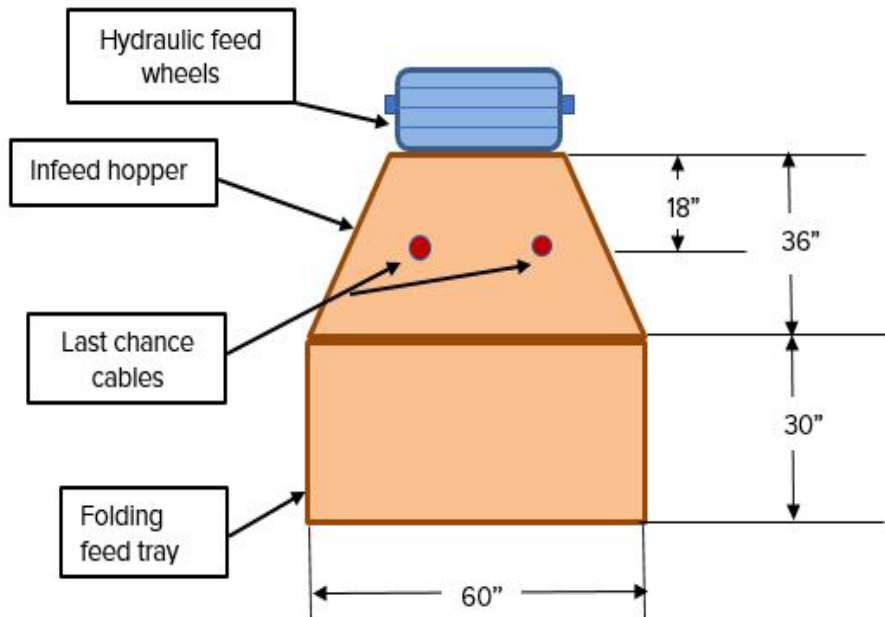 Hydraulic feed
wheels
Infeed hopper
18”
36”
Last chance
cables
30”
Folding
feed tray
60”